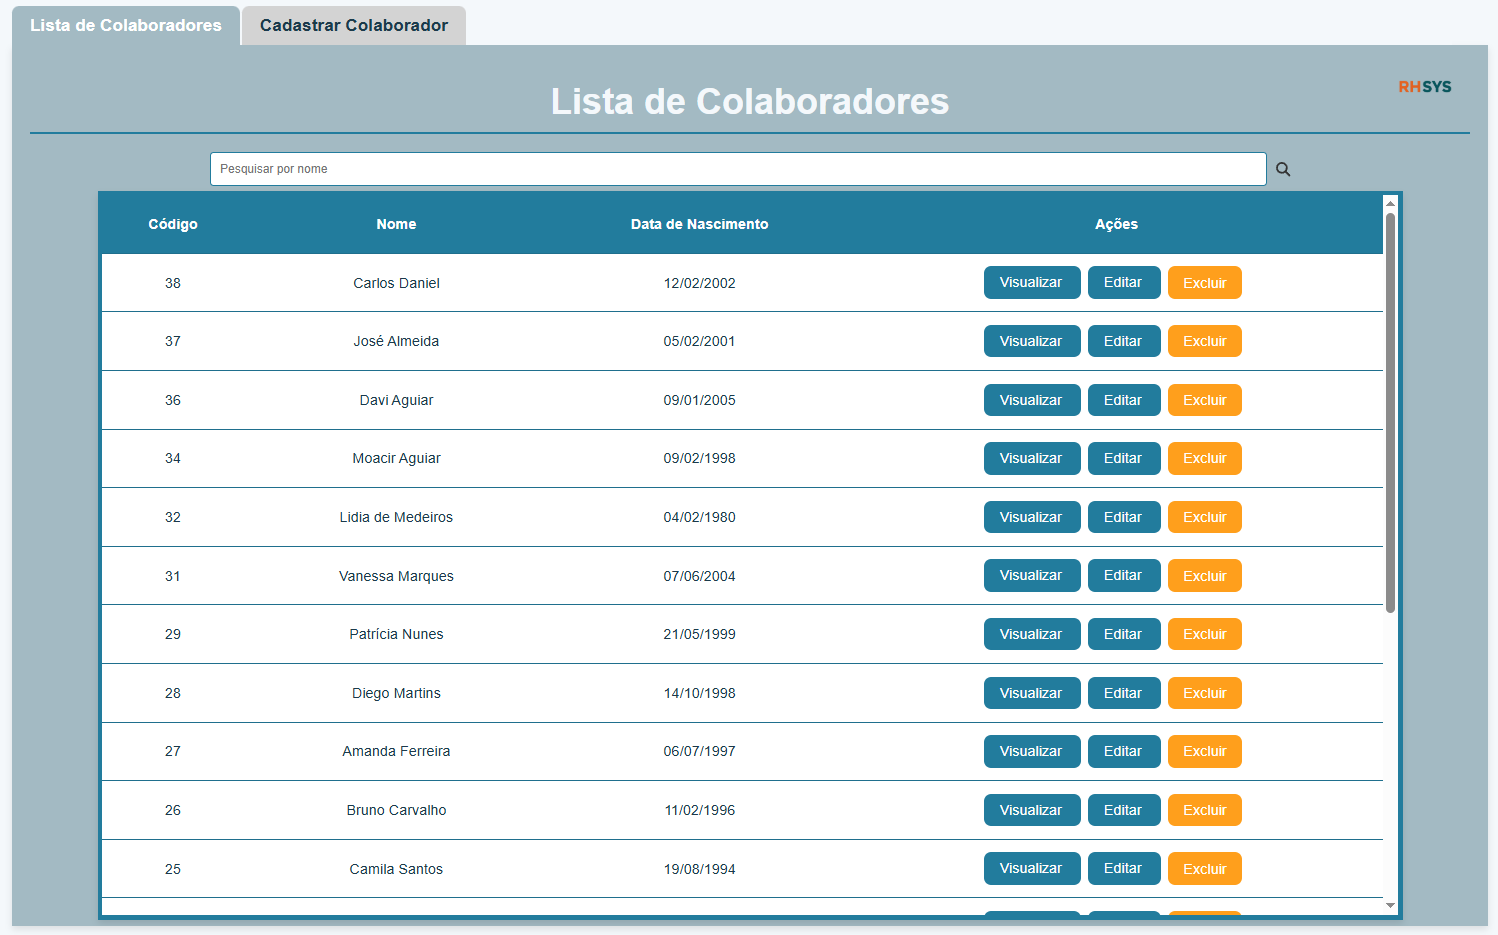 Lista de Colaboradores Cadastrar Colaborador
RHSYS
Lista de Colaboradores
Pesquisar por nome
Código Nome Data de Nascimento Ações
38 Carlos Daniel 12/02/2002 Visualizar Editar Excluir
37 José Almeida 05/02/2001 Visualizar Editar Excluir
36 Davi Aguiar 09/01/2005 Visualizar Editar Excluir
34 Moacir Aguiar 09/02/1998 Visualizar Editar Excluir
32 Lidia de Medeiros 04/02/1980 Visualizar Editar Excluir
31 Vanessa Marques 07/06/2004 Visualizar Editar Excluir
29 Patrícia Nunes 21/05/1999 Visualizar Editar Excluir
28 Diego Martins 14/10/1998 Visualizar Editar Excluir
27 Amanda Ferreira 06/07/1997 Visualizar Editar Excluir
26 Bruno Carvalho 11/02/1996 Visualizar Editar Excluir
25 Camila Santos 19/08/1994 Visualizar Editar Excluir